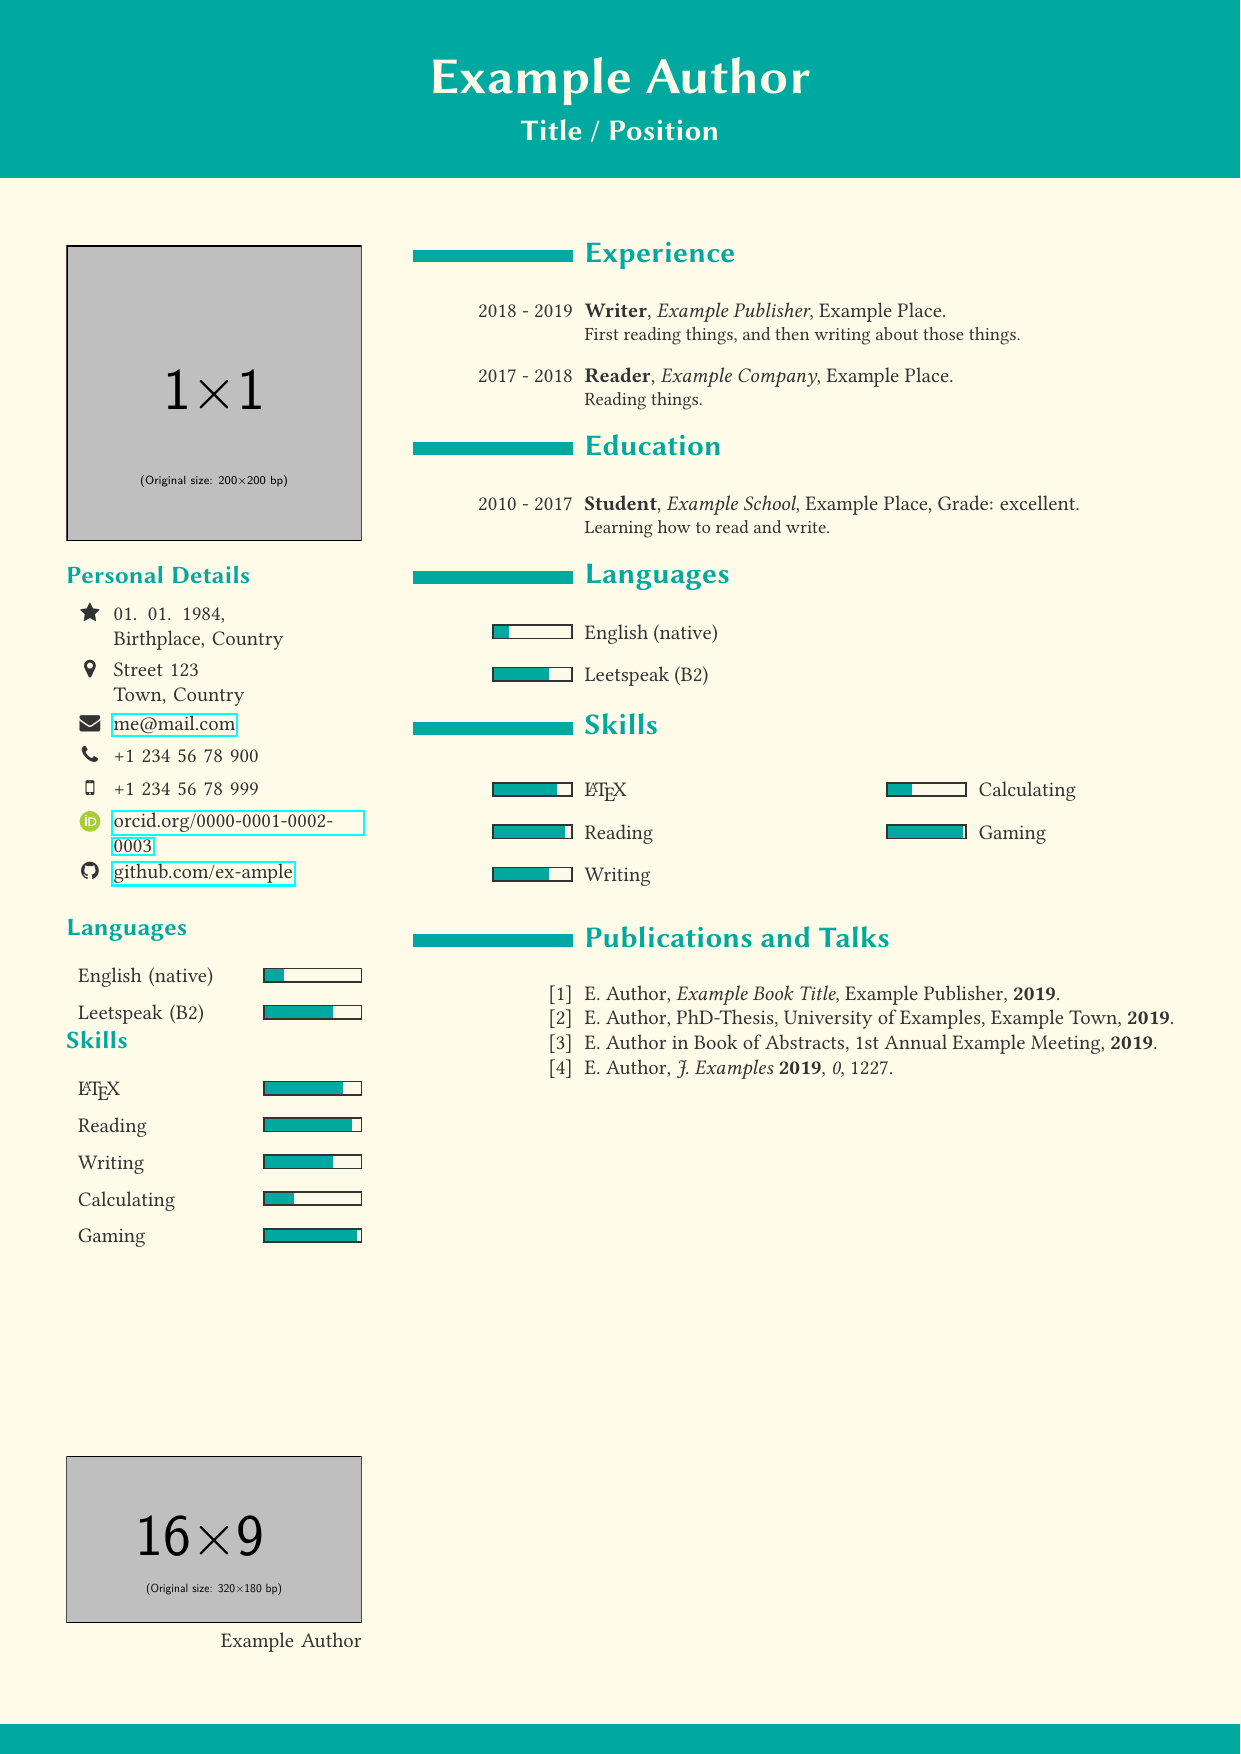 Example Author
Title / Position
1×1
(Original size: 200×200 bp)
Personal Details
01. 01. 1984,
Birthplace, Country
Street 123
Town, Country
me@mail.com
+1 234 56 78 900
+1 234 56 78 999
iD orcid.org/0000-0001-0002-
0003
github.com/ex-ample
Languages
English (native)
Leetspeak (B2)
Skills
LATEX
Reading
Writing
Calculating
Gaming
16×9
(Original size: 320×180 bp)
Example Author
Experience
2018 - 2019 Writer, Example Publisher, Example Place.
First reading things, and then writing about those things.
2017 - 2018 Reader, Example Company, Example Place.
Reading things.
Education
2010 - 2017 Student, Example School, Example Place, Grade: excellent.
Learning how to read and write.
Languages
English (native)
Leetspeak (B2)
Skills
LATEX Calculating
Reading Gaming
Writing
Publications and Talks
[1] E. Author, Example Book Title, Example Publisher, 2019.
[2] E. Author, PhD-Thesis, University of Examples, Example Town, 2019.
[3] E. Author in Book of Abstracts, 1st Annual Example Meeting, 2019.
[4] E. Author, J. Examples 2019, 0, 1227.